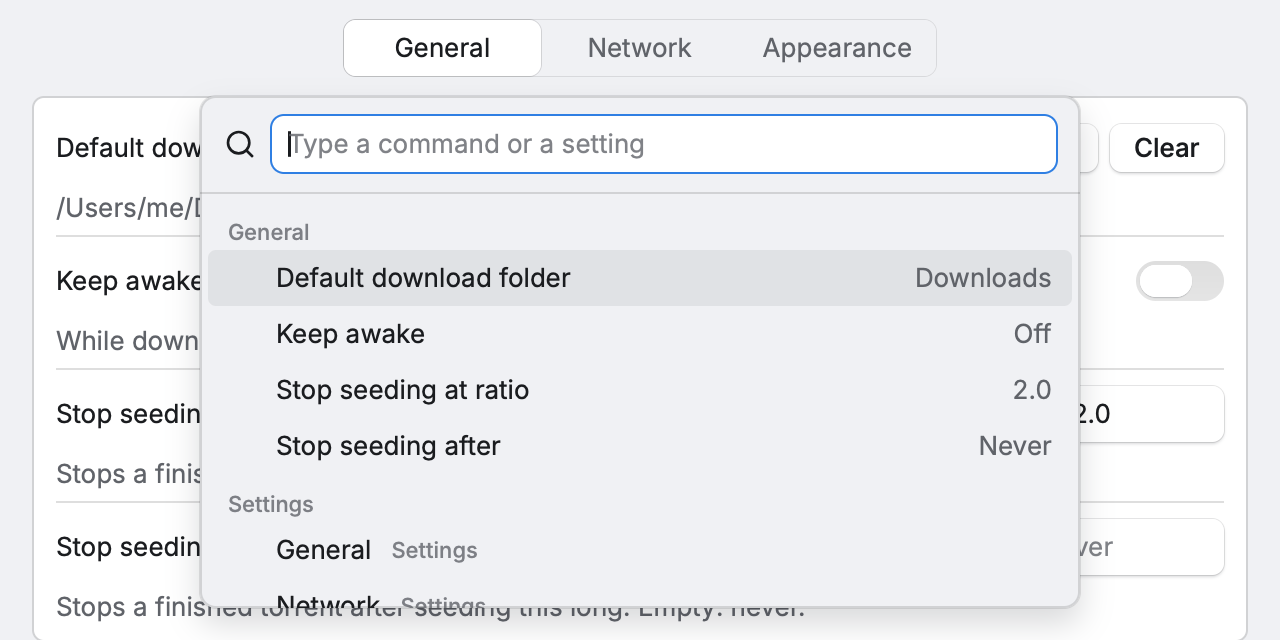 General Network Appearance
Default dow Clear
/Users/me/
Type a command or a setting
General
Default download folder Downloads
Keep awake
Keep awake Off
While down
Stop seeding at ratio 2.0
Stop seedin 2.0
Stop seeding after Never
Stops a finis
Settings
Stop seedin ver
General Settings
Network Settings
Stops a finished torrent after seeding this long. Empty: never.